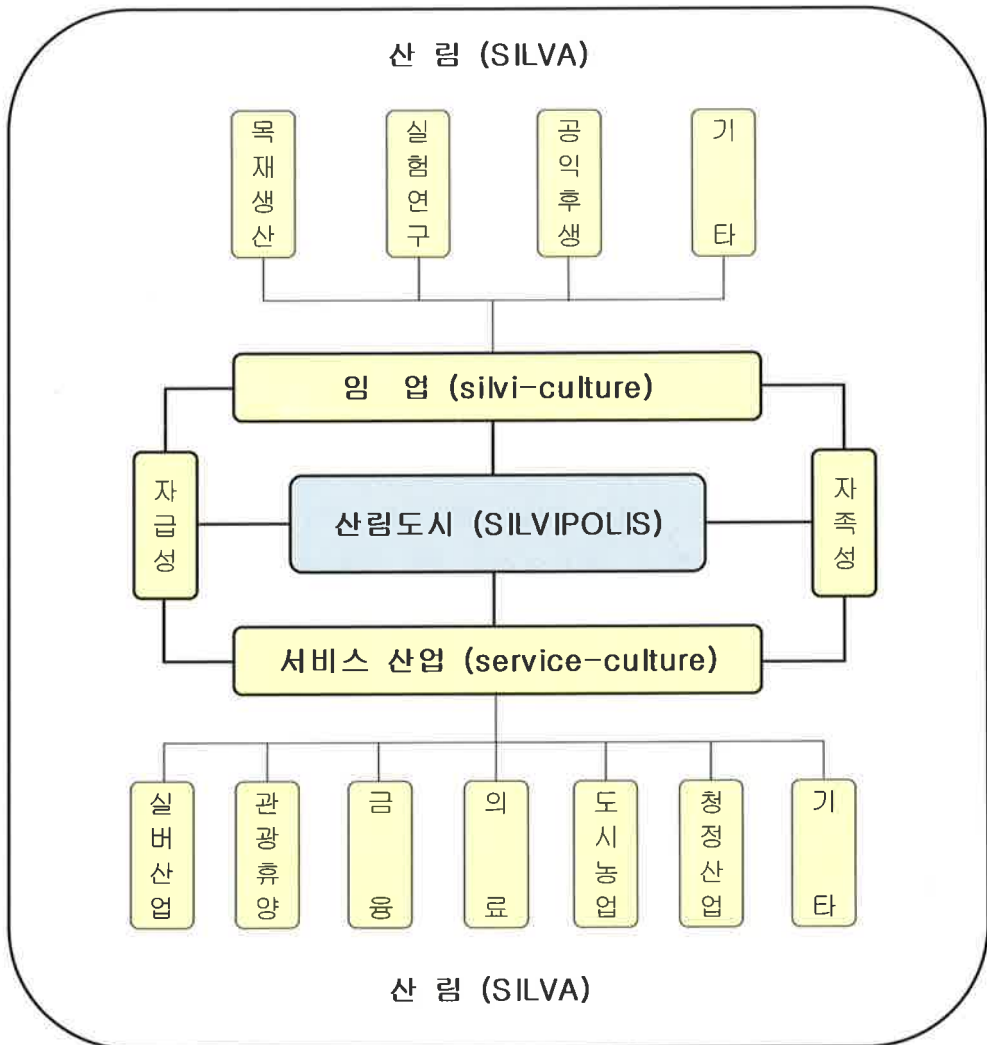 산 림 (SILVA)
목재생산
실험연구
공익후생
기타
임 업 (silvi-culture)
자급성
산림도시 (SILVIPOLIS)
자족성
서비스 산업 (service-culture)
실버산업
관광휴양
금융
의료
도시농업
청정산업
기타
산 림 (SILVA)